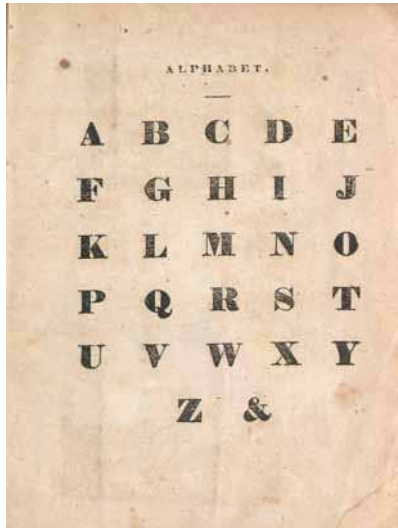 ALPHABET.
A B C D E
F G H I J
K L M N O
P Q R S T
U V W X Y
Z &